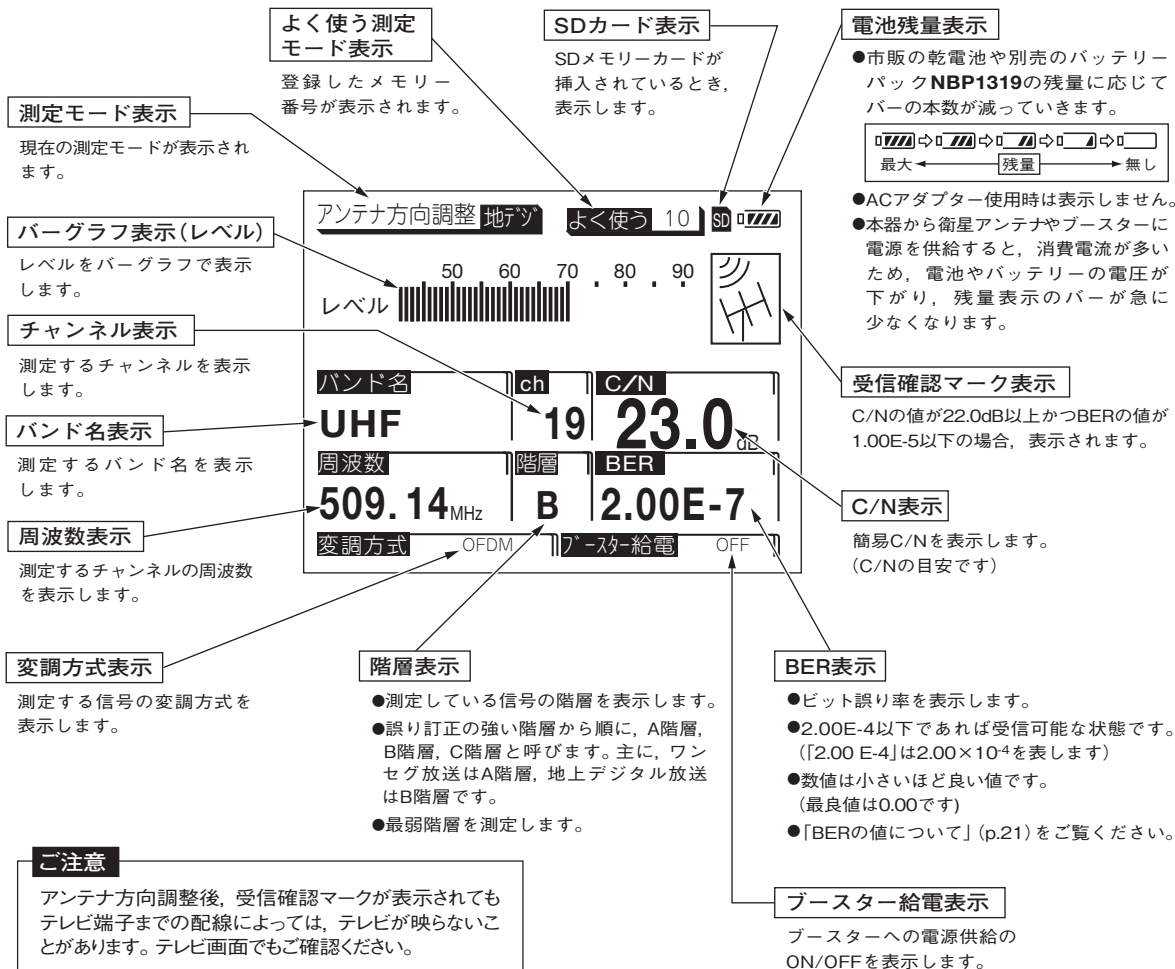 よく使う測定
モード表示
登録したメモリー
番号が表示されます。
SDカード表示
SDメモリーカードが
挿入されているとき,
表示します。
電池残量表示
●市販の乾電池や別売のバッテリー
パックNBP1319の残量に応じて
バーの本数が減っていきます。
最大 残量 無し
●ACアダプター使用時は表示しません。
●本器から衛星アンテナやブースターに
電源を供給すると, 消費電流が多い
ため, 電池やバッテリーの電圧が
下がり, 残量表示のバーが急に
少なくなります。
測定モード表示
現在の測定モードが表示され
ます。
バーグラフ表示(レベル)
レベルをバーグラフで表示
します。
チャンネル表示
測定するチャンネルを表示
します。
バンド名表示
測定するバンド名を表示
します。
周波数表示
測定するチャンネルの周波数
を表示します。
変調方式表示
測定する信号の変調方式を
表示します。
アンテナ方向調整 地デジ よく使う 10 SD
50 60 70 80 90
レベル
バンド名 ch C/N
UHF 19 23.0 dB
周波数 階層 BER
509.14MHz B 2.00E-7
変調方式 OFDM ブースター給電 OFF
受信確認マーク表示
C/Nの値が22.0dB以上かつBERの値が
1.00E-5以下の場合, 表示されます。
C/N表示
簡易C/Nを表示します。
(C/Nの目安です)
階層表示
●測定している信号の階層を表示します。
●誤り訂正の強い階層から順に, A階層,
B階層, C階層と呼びます。主に, ワン
セグ放送はA階層, 地上デジタル放送
はB階層です。
●最弱階層を測定します。
BER表示
●ビット誤り率を表示します。
●2.00E-4以下であれば受信可能な状態です。
(「2.00 E-4」は2.00×10⁻⁴を表します)
●数値は小さいほど良い値です。
(最良値は0.00です)
●「BERの値について」(p.21)をご覧ください。
ご注意
アンテナ方向調整後, 受信確認マークが表示されても
テレビ端子までの配線によっては, テレビが映らないこ
とがあります。テレビ画面でもご確認ください。
ブースター給電表示
ブースターへの電源供給の
ON/OFFを表示します。